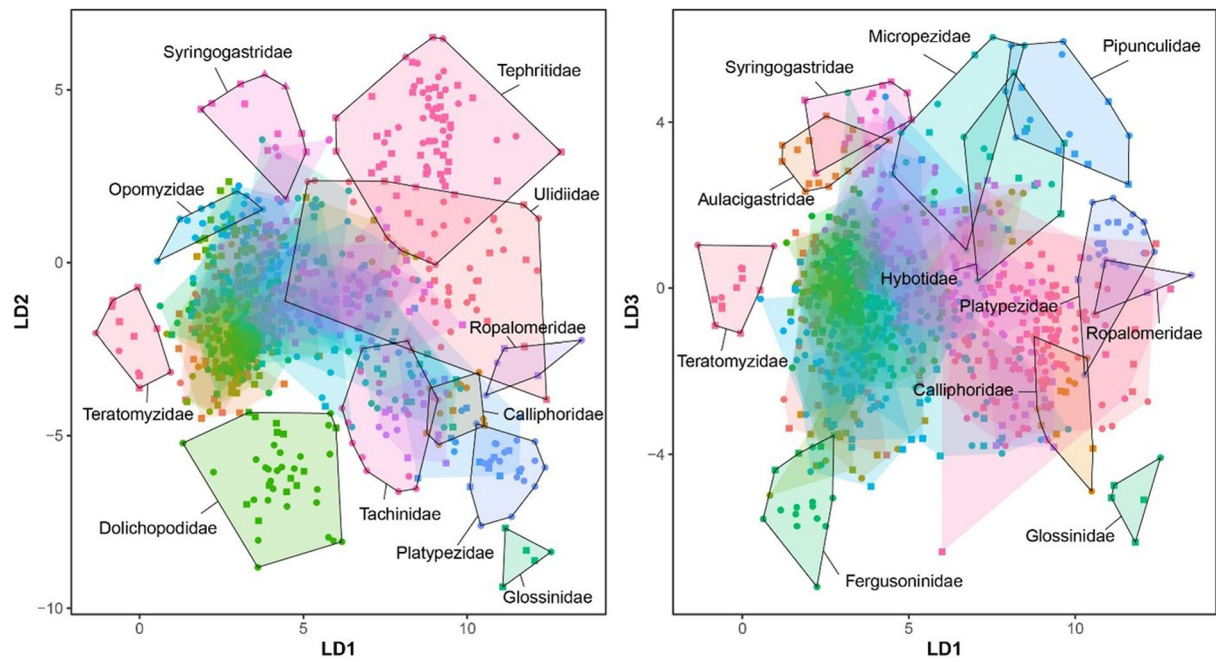 Syringogastridae
Tephritidae
Opomyzidae
Ulidiidae
Ropalomeridae
Teratomyzidae
Calliphoridae
Dolichopodidae
Tachinidae
Platypezidae
Glossinidae
5
0
−5
−10
LD2
0
5
10
LD1
Micropezidae
Pipunculidae
Syringogastridae
Aulacigastridae
Hybotidae
Platypezidae
Ropalomeridae
Teratomyzidae
Calliphoridae
Glossinidae
Fergusoninidae
4
0
−4
LD3
0
5
10
LD1